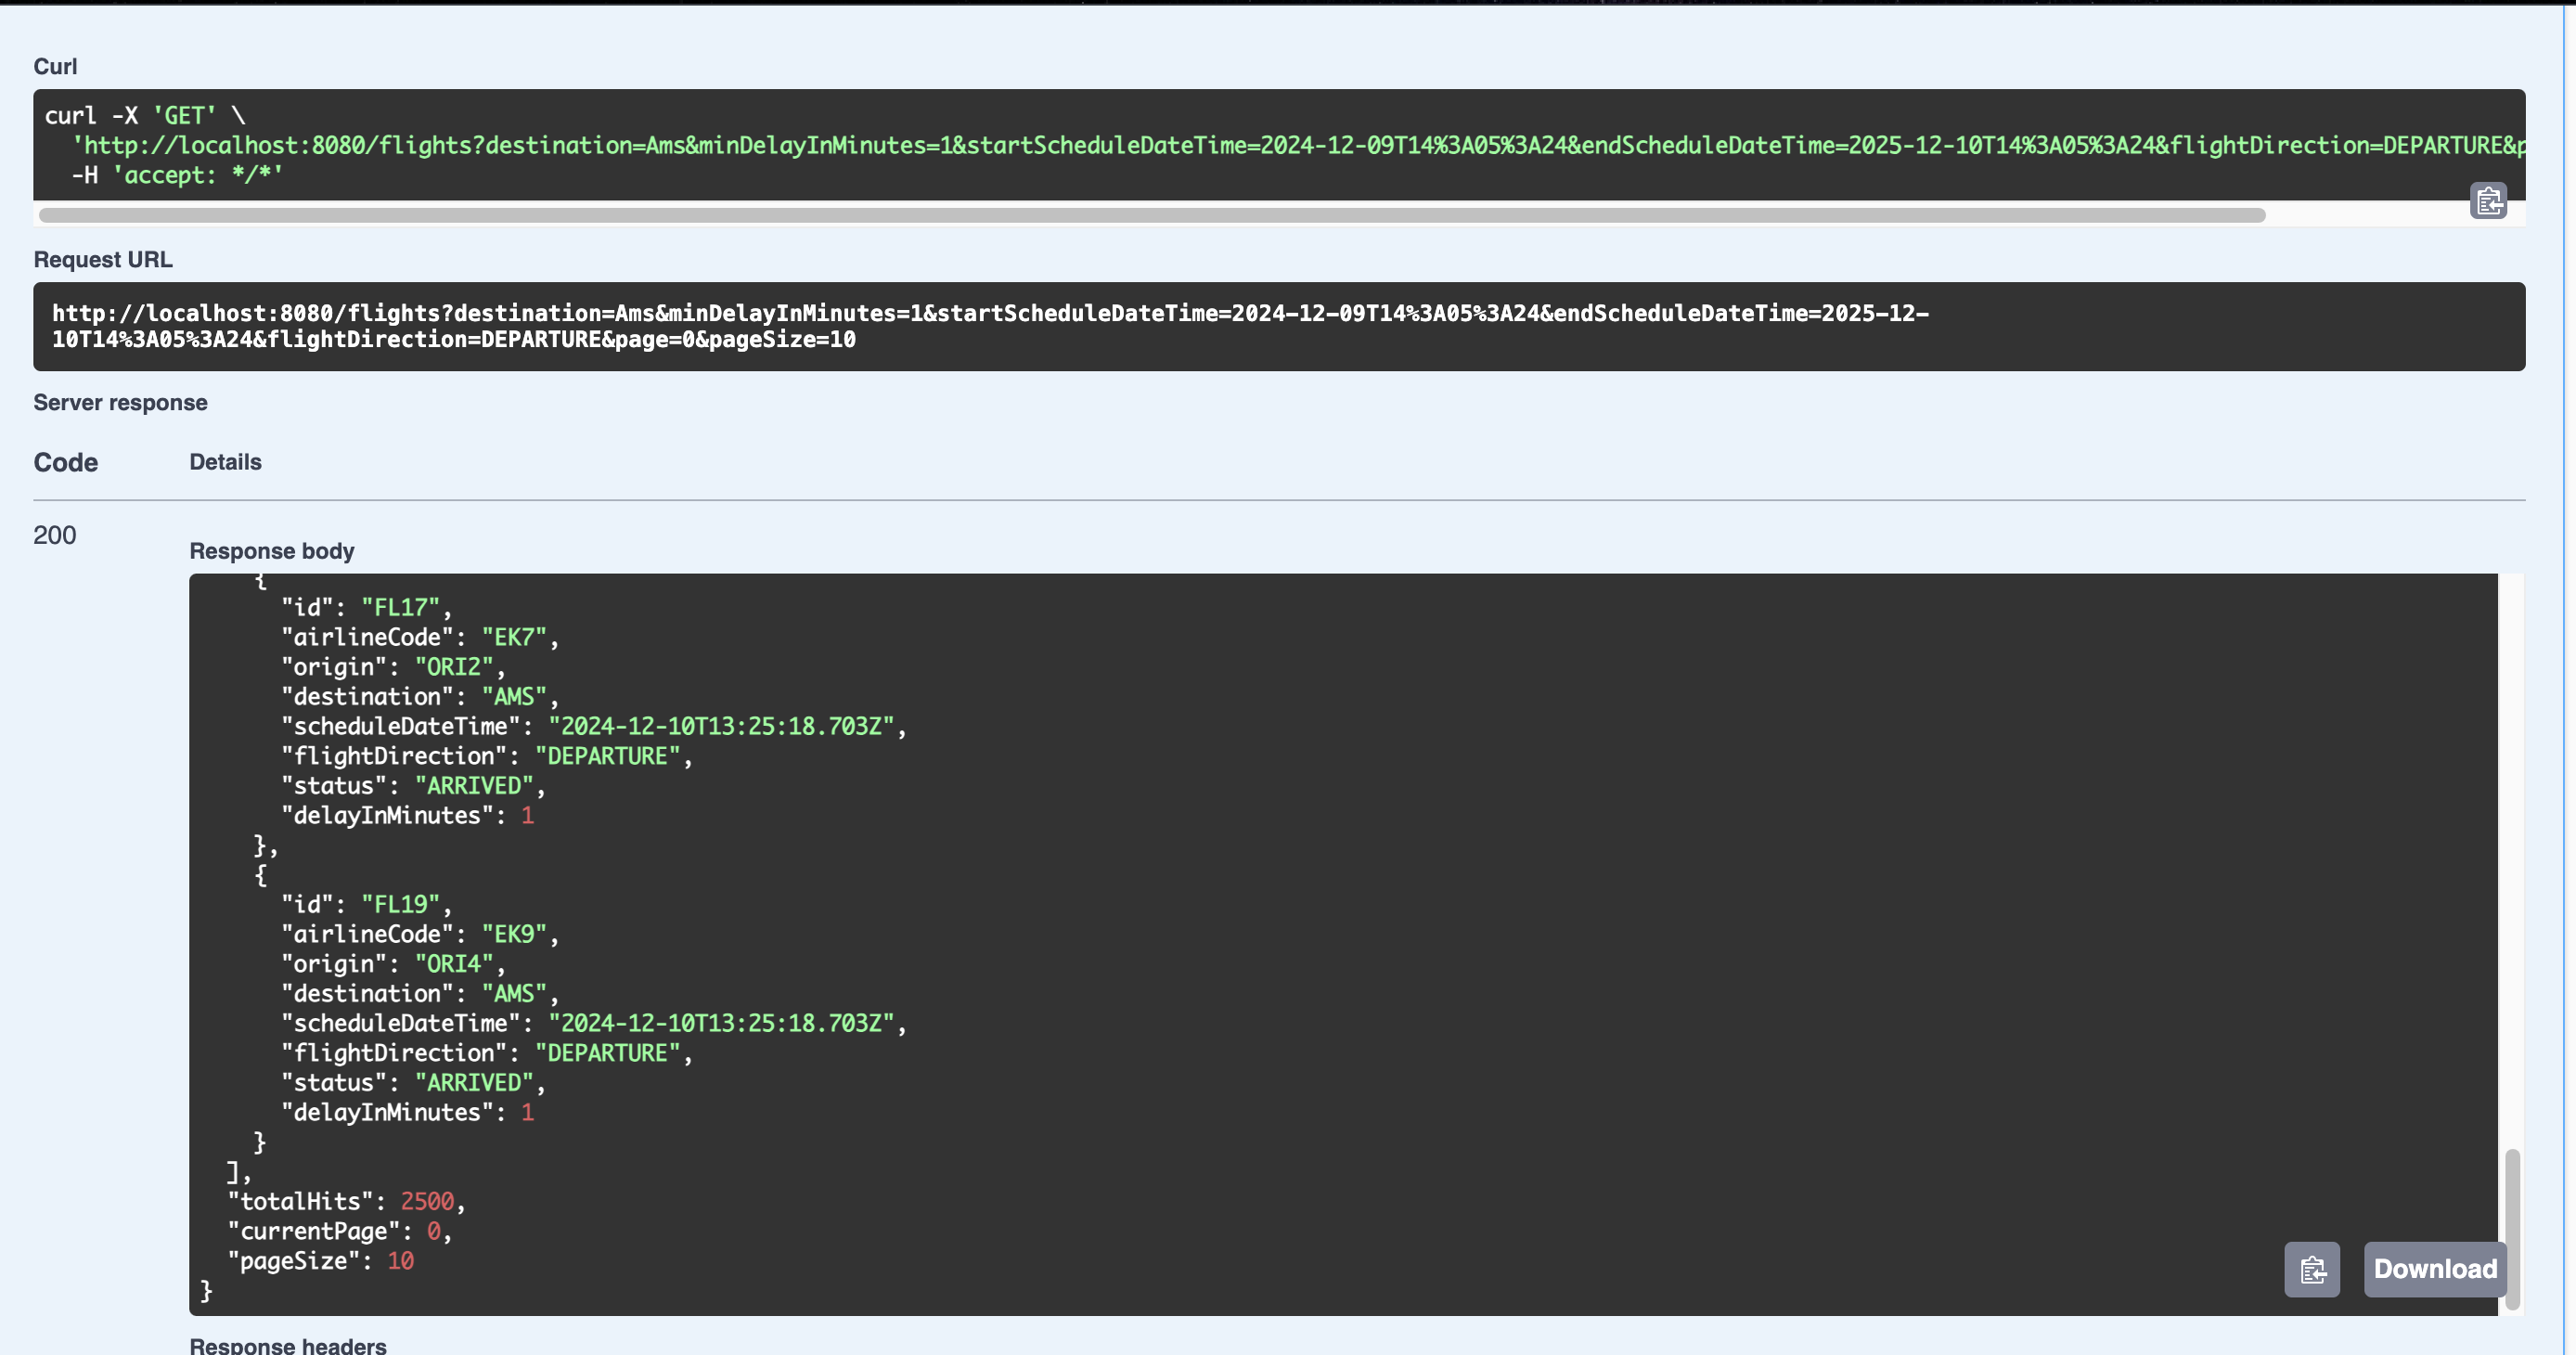 Curl
curl -X 'GET' \
'http://localhost:8080/flights?destination=Ams&minDelayInMinutes=1&startScheduleDateTime=2024-12-09T14%3A05%3A24&endScheduleDateTime=2025-12-10T14%3A05%3A24&flightDirection=DEPARTURE&p
-H 'accept: */*'
Request URL
http://localhost:8080/flights?destination=Ams&minDelayInMinutes=1&startScheduleDateTime=2024-12-09T14%3A05%3A24&endScheduleDateTime=2025-12-
10T14%3A05%3A24&flightDirection=DEPARTURE&page=0&pageSize=10
Server response
Code Details
200
Response body
{
"id": "FL17",
"airlineCode": "EK7",
"origin": "ORI2",
"destination": "AMS",
"scheduleDateTime": "2024-12-10T13:25:18.703Z",
"flightDirection": "DEPARTURE",
"status": "ARRIVED",
"delayInMinutes": 1
},
{
"id": "FL19",
"airlineCode": "EK9",
"origin": "ORI4",
"destination": "AMS",
"scheduleDateTime": "2024-12-10T13:25:18.703Z",
"flightDirection": "DEPARTURE",
"status": "ARRIVED",
"delayInMinutes": 1
}
],
"totalHits": 2500,
"currentPage": 0,
"pageSize": 10
}
Download
Response headers